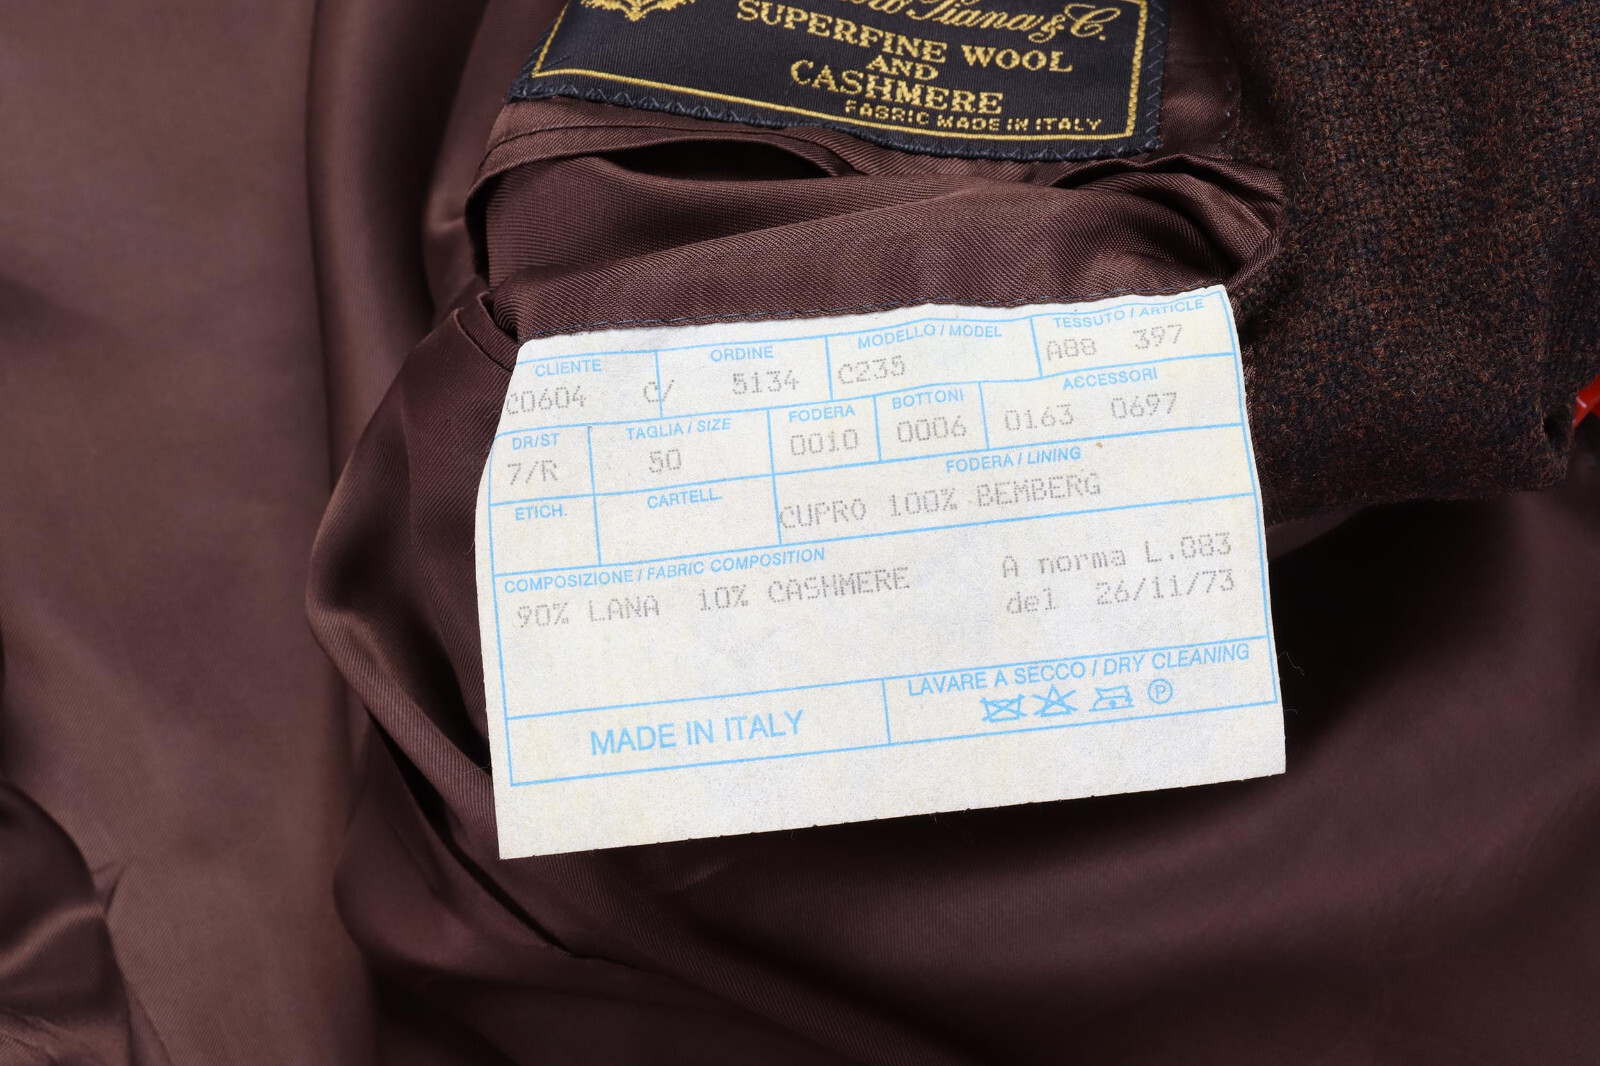 Piana & C.
SUPERFINE WOOL
AND
CASHMERE
FABRIC MADE IN ITALY
CLIENTE ORDINE MODELLO / MODEL TESSUTO / ARTICLE
C0604 C/ 5134 C235 A88 397
DR/ST TAGLIA / SIZE FODERA BOTTONI ACCESSORI
7/R 50 0010 0006 0163 0697
ETICH. CARTELL. FODERA / LINING
CUPRO 100% BEMBERG
COMPOSIZIONE / FABRIC COMPOSITION
90% LANA 10% CASHMERE A norma L.883
del 26/11/73
MADE IN ITALY LAVARE A SECCO / DRY CLEANING
P